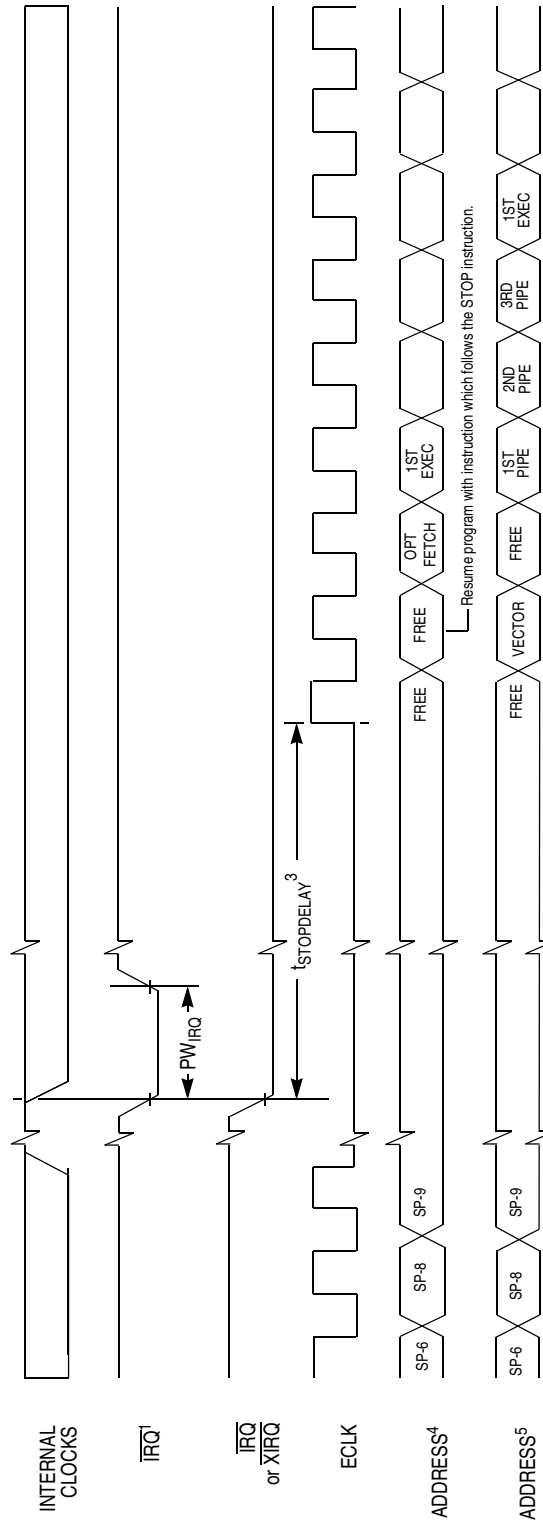 INTERNAL
CLOCKS
IRQ¹
PW_IRQ
IRQ
or XIRQ
t_STOPDELAY³
ECLK
ADDRESS⁴
SP-6
SP-8
SP-9
FREE
FREE
OPT
FETCH
1ST
EXEC
Resume program with instruction which follows the STOP instruction.
ADDRESS⁵
SP-6
SP-8
SP-9
FREE
VECTOR
FREE
1ST
PIPE
2ND
PIPE
3RD
PIPE
1ST
EXEC